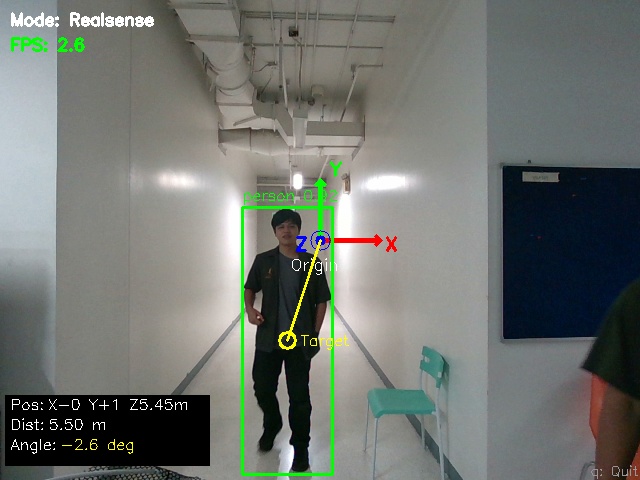 Mode: Realsense
FPS: 2.6
Y
person
Z
X
Origin
Target
Pos: X-0 Y+1 Z5.45m
Dist: 5.50 m
Angle: -2.6 deg
q: Quit